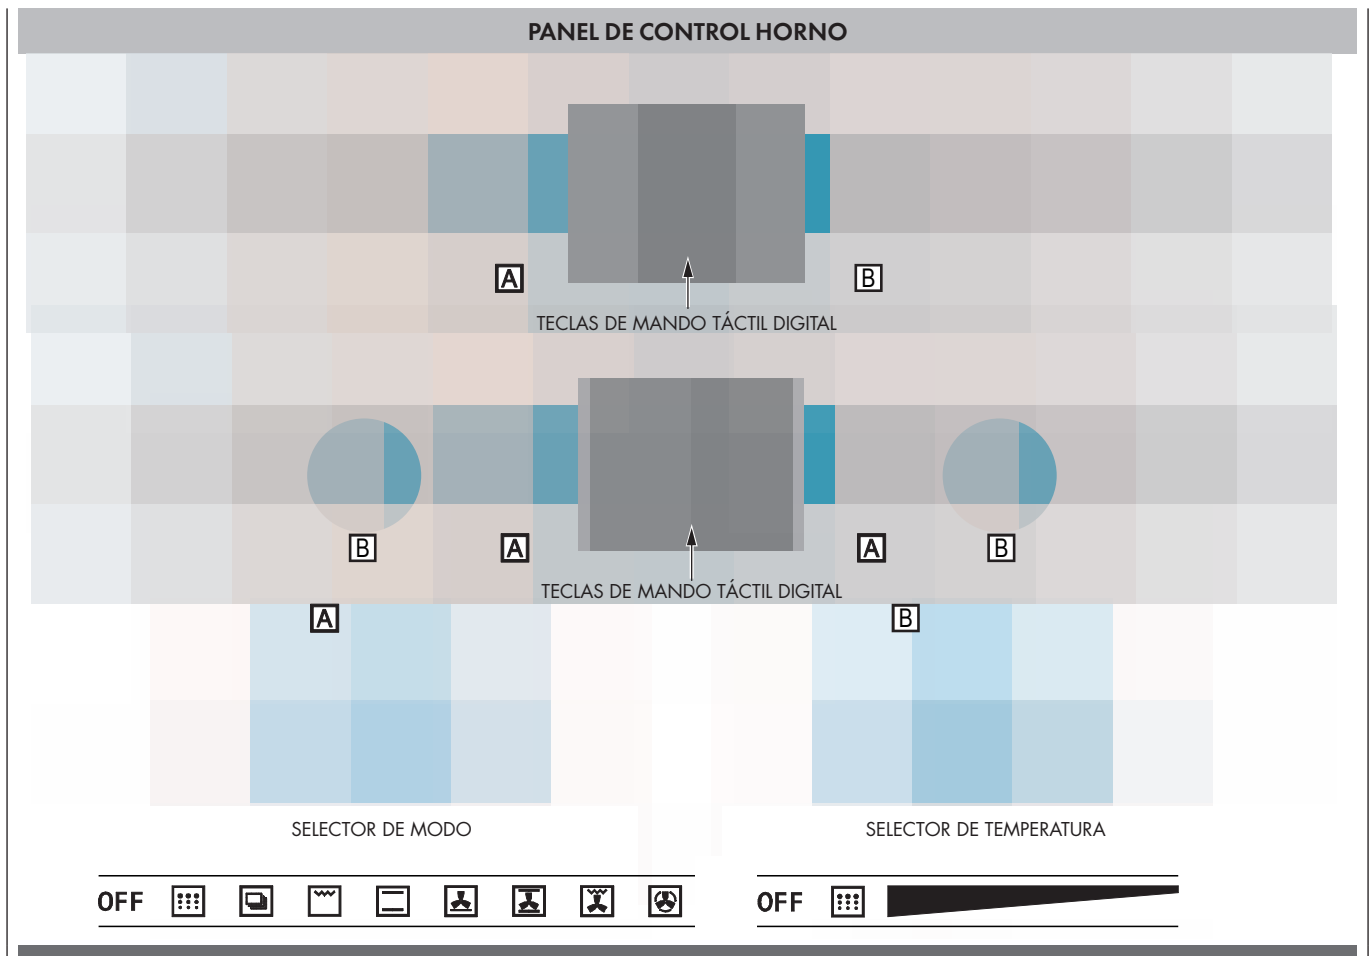 PANEL DE CONTROL HORNO
A B
TECLAS DE MANDO TÁCTIL DIGITAL
B A A B
TECLAS DE MANDO TÁCTIL DIGITAL
A B
SELECTOR DE MODO SELECTOR DE TEMPERATURA
OFF OFF